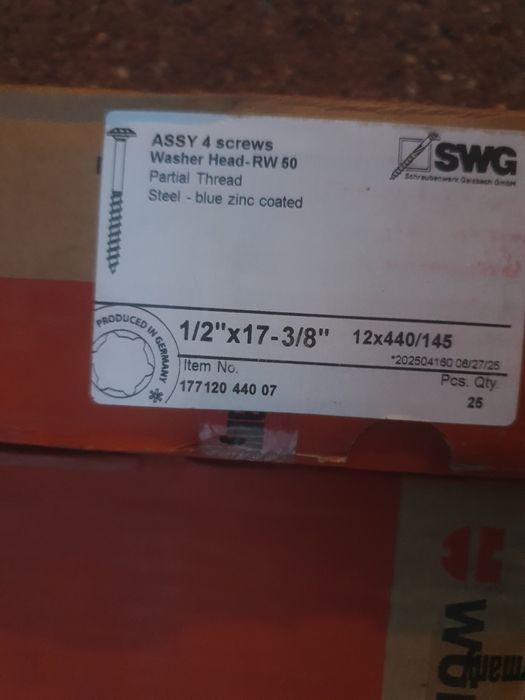 ASSY 4 screws
Washer Head-RW 50
Partial Thread
Steel - blue zinc coated
SWG
Schraubenwerk Gaisbach GmbH
PRODUCED IN GERMANY
1/2"x17-3/8" 12x440/145
*202504160 06/27/25
Item No. Pcs. Qty.
177120 440 07 25
WÜ